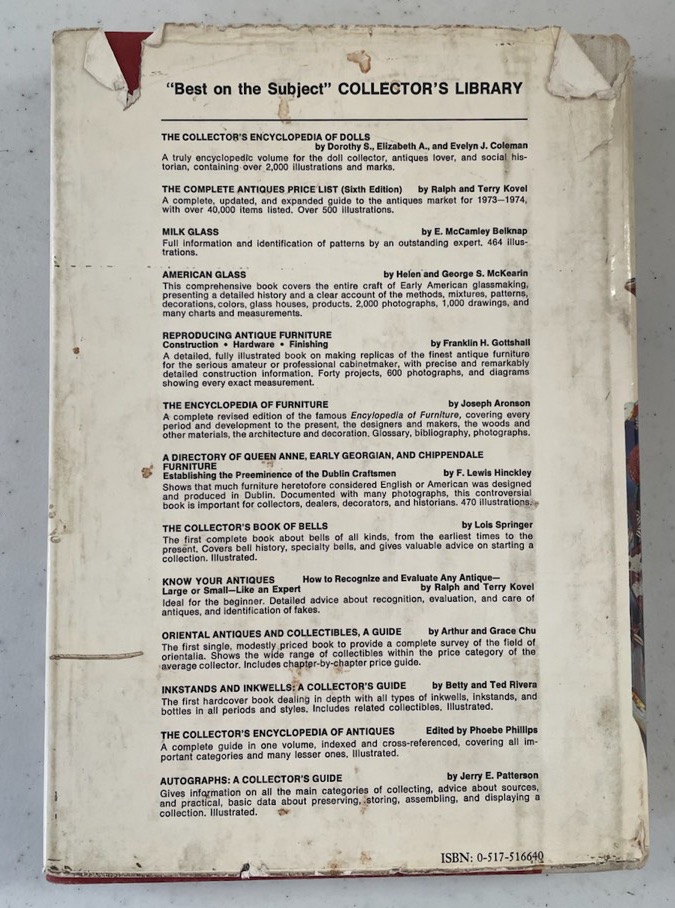 "Best on the Subject" COLLECTOR'S LIBRARY
THE COLLECTOR'S ENCYCLOPEDIA OF DOLLS
by Dorothy S., Elizabeth A., and Evelyn J. Coleman
A truly encyclopedic volume for the doll collector, antiques lover, and social his-
torian, containing over 2,000 illustrations and marks.
THE COMPLETE ANTIQUES PRICE LIST (Sixth Edition) by Ralph and Terry Kovel
A complete, updated, and expanded guide to the antiques market for 1973–1974,
with over 40,000 items listed. Over 500 illustrations.
MILK GLASS by E. McCamley Belknap
Full information and identification of patterns by an outstanding expert. 464 illus-
trations.
AMERICAN GLASS by Helen and George S. McKearin
This comprehensive book covers the entire craft of Early American glassmaking,
presenting a detailed history and a clear account of the methods, mixtures, patterns,
decorations, colors, glass houses, products. 2,000 photographs, 1,000 drawings, and
many charts and measurements.
REPRODUCING ANTIQUE FURNITURE
Construction • Hardware • Finishing by Franklin H. Gottshall
A detailed, fully illustrated book on making replicas of the finest antique furniture
for the serious amateur or professional cabinetmaker, with precise and remarkably
detailed construction information. Forty projects, 600 photographs, and diagrams
showing every exact measurement.
THE ENCYCLOPEDIA OF FURNITURE by Joseph Aronson
A complete revised edition of the famous Encylopedia of Furniture, covering every
period and development to the present, the designers and makers, the woods and
other materials, the architecture and decoration. Glossary, bibliography, photographs.
A DIRECTORY OF QUEEN ANNE, EARLY GEORGIAN, AND CHIPPENDALE
FURNITURE
Establishing the Preeminence of the Dublin Craftsmen by F. Lewis Hinckley
Shows that much furniture heretofore considered English or American was designed
and produced in Dublin. Documented with many photographs, this controversial
book is important for collectors, dealers, decorators, and historians. 470 illustrations.
THE COLLECTOR'S BOOK OF BELLS by Lois Springer
The first complete book about bells of all kinds, from the earliest times to the
present. Covers bell history, specialty bells, and gives valuable advice on starting a
collection. Illustrated.
KNOW YOUR ANTIQUES How to Recognize and Evaluate Any Antique—
Large or Small—Like an Expert by Ralph and Terry Kovel
Ideal for the beginner. Detailed advice about recognition, evaluation, and care of
antiques, and identification of fakes.
ORIENTAL ANTIQUES AND COLLECTIBLES, A GUIDE by Arthur and Grace Chu
The first single, modestly priced book to provide a complete survey of the field of
orientalia. Shows the wide range of collectibles within the price category of the
average collector. Includes chapter-by-chapter price guide.
INKSTANDS AND INKWELLS: A COLLECTOR'S GUIDE by Betty and Ted Rivera
The first hardcover book dealing in depth with all types of inkwells, inkstands, and
bottles in all periods and styles. Includes related collectibles. Illustrated.
THE COLLECTOR'S ENCYCLOPEDIA OF ANTIQUES Edited by Phoebe Phillips
A complete guide in one volume, indexed and cross-referenced, covering all im-
portant categories and many lesser ones. Illustrated.
AUTOGRAPHS: A COLLECTOR'S GUIDE by Jerry E. Patterson
Gives information on all the main categories of collecting, advice about sources,
and practical, basic data about preserving, storing, assembling, and displaying a
collection. Illustrated.
ISBN: 0-517-516640